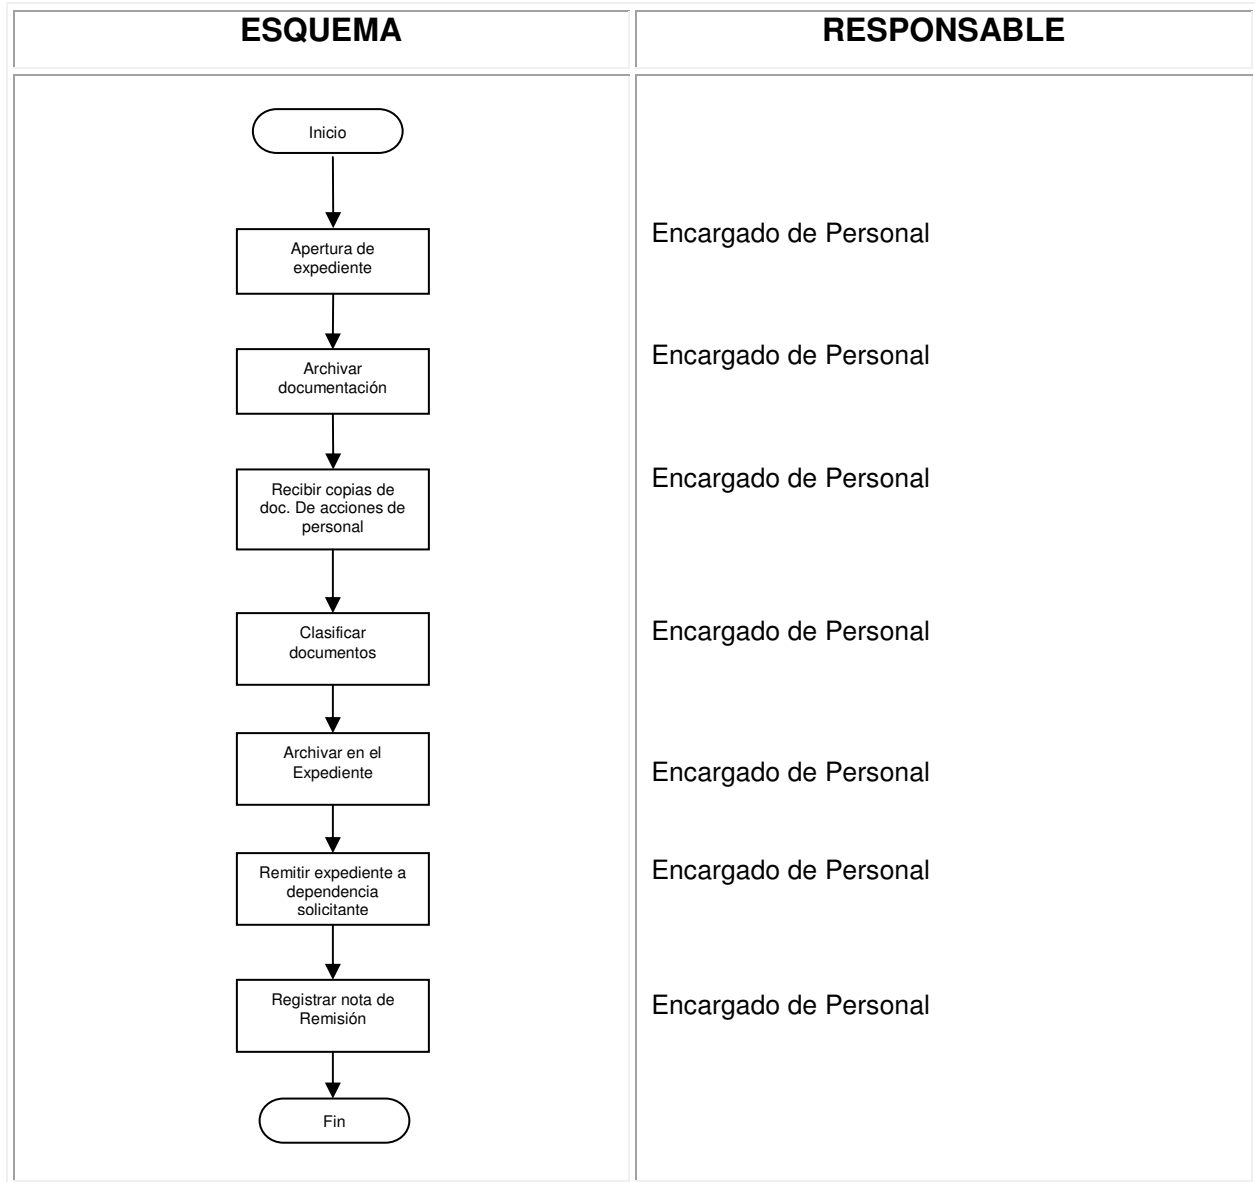 ESQUEMA
RESPONSABLE
Inicio
Apertura de
expediente
Encargado de Personal
Archivar
documentación
Encargado de Personal
Recibir copias de
doc. De acciones de
personal
Encargado de Personal
Clasificar
documentos
Encargado de Personal
Archivar en el
Expediente
Encargado de Personal
Remitir expediente a
dependencia
solicitante
Encargado de Personal
Registrar nota de
Remisión
Encargado de Personal
Fin